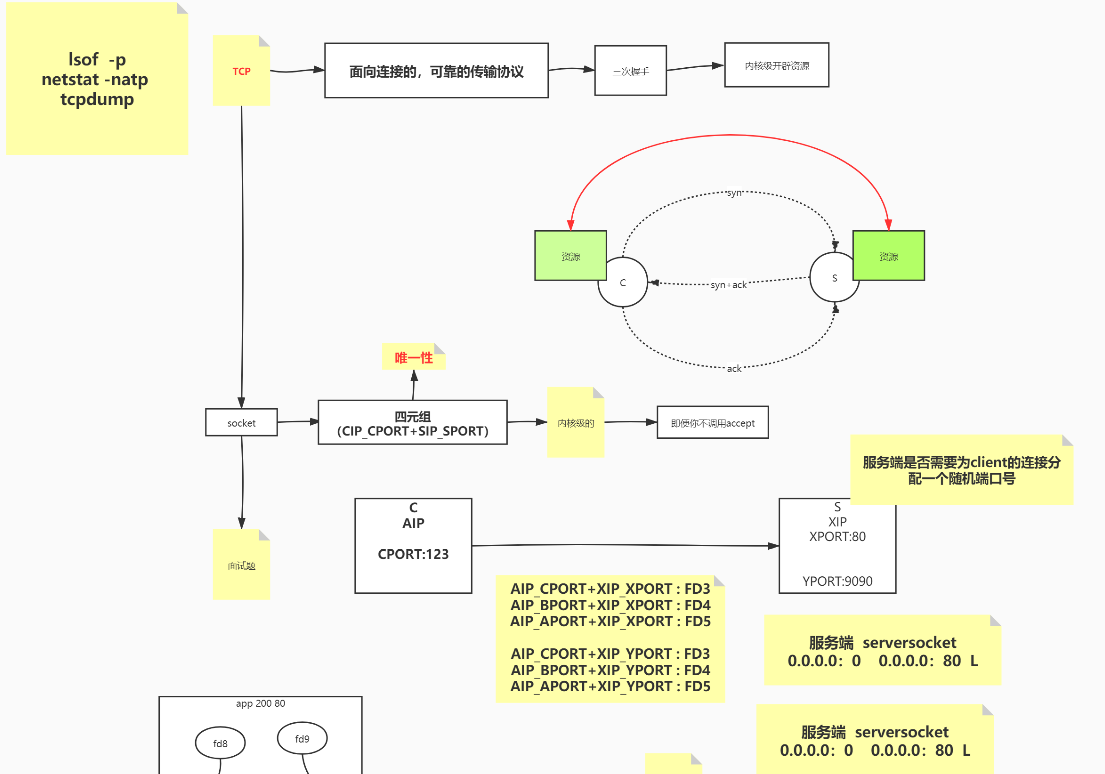 lsof -p
netstat -natp
tcpdump
TCP
面向连接的，可靠的传输协议
三次握手
内核级开辟资源
syn
资源
资源
C
S
syn+ack
ack
唯一性
socket
四元组
（CIP_CPORT+SIP_SPORT）
内核级的
即便你不调用accept
服务端是否需要为client的连接分
配一个随机端口号
C
AIP
CPORT:123
S
XIP
XPORT:80
YPORT:9090
面试题
AIP_CPORT+XIP_XPORT : FD3
AIP_BPORT+XIP_XPORT : FD4
AIP_APORT+XIP_XPORT : FD5
AIP_CPORT+XIP_YPORT : FD3
AIP_BPORT+XIP_YPORT : FD4
AIP_APORT+XIP_YPORT : FD5
服务端 serversocket
0.0.0.0：0 0.0.0.0：80 L
app 200 80
fd8
fd9
服务端 serversocket
0.0.0.0：0 0.0.0.0：80 L